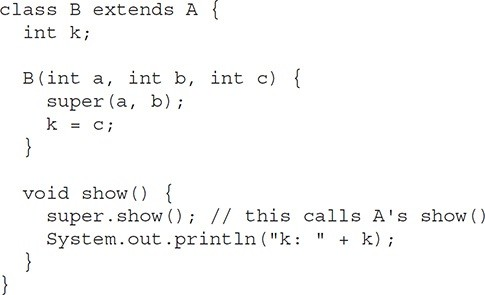 class B extends A {
  int k;

  B(int a, int b, int c) {
    super(a, b);
    k = c;
  }

  void show() {
    super.show(); // this calls A's show()
    System.out.println("k: " + k);
  }
}